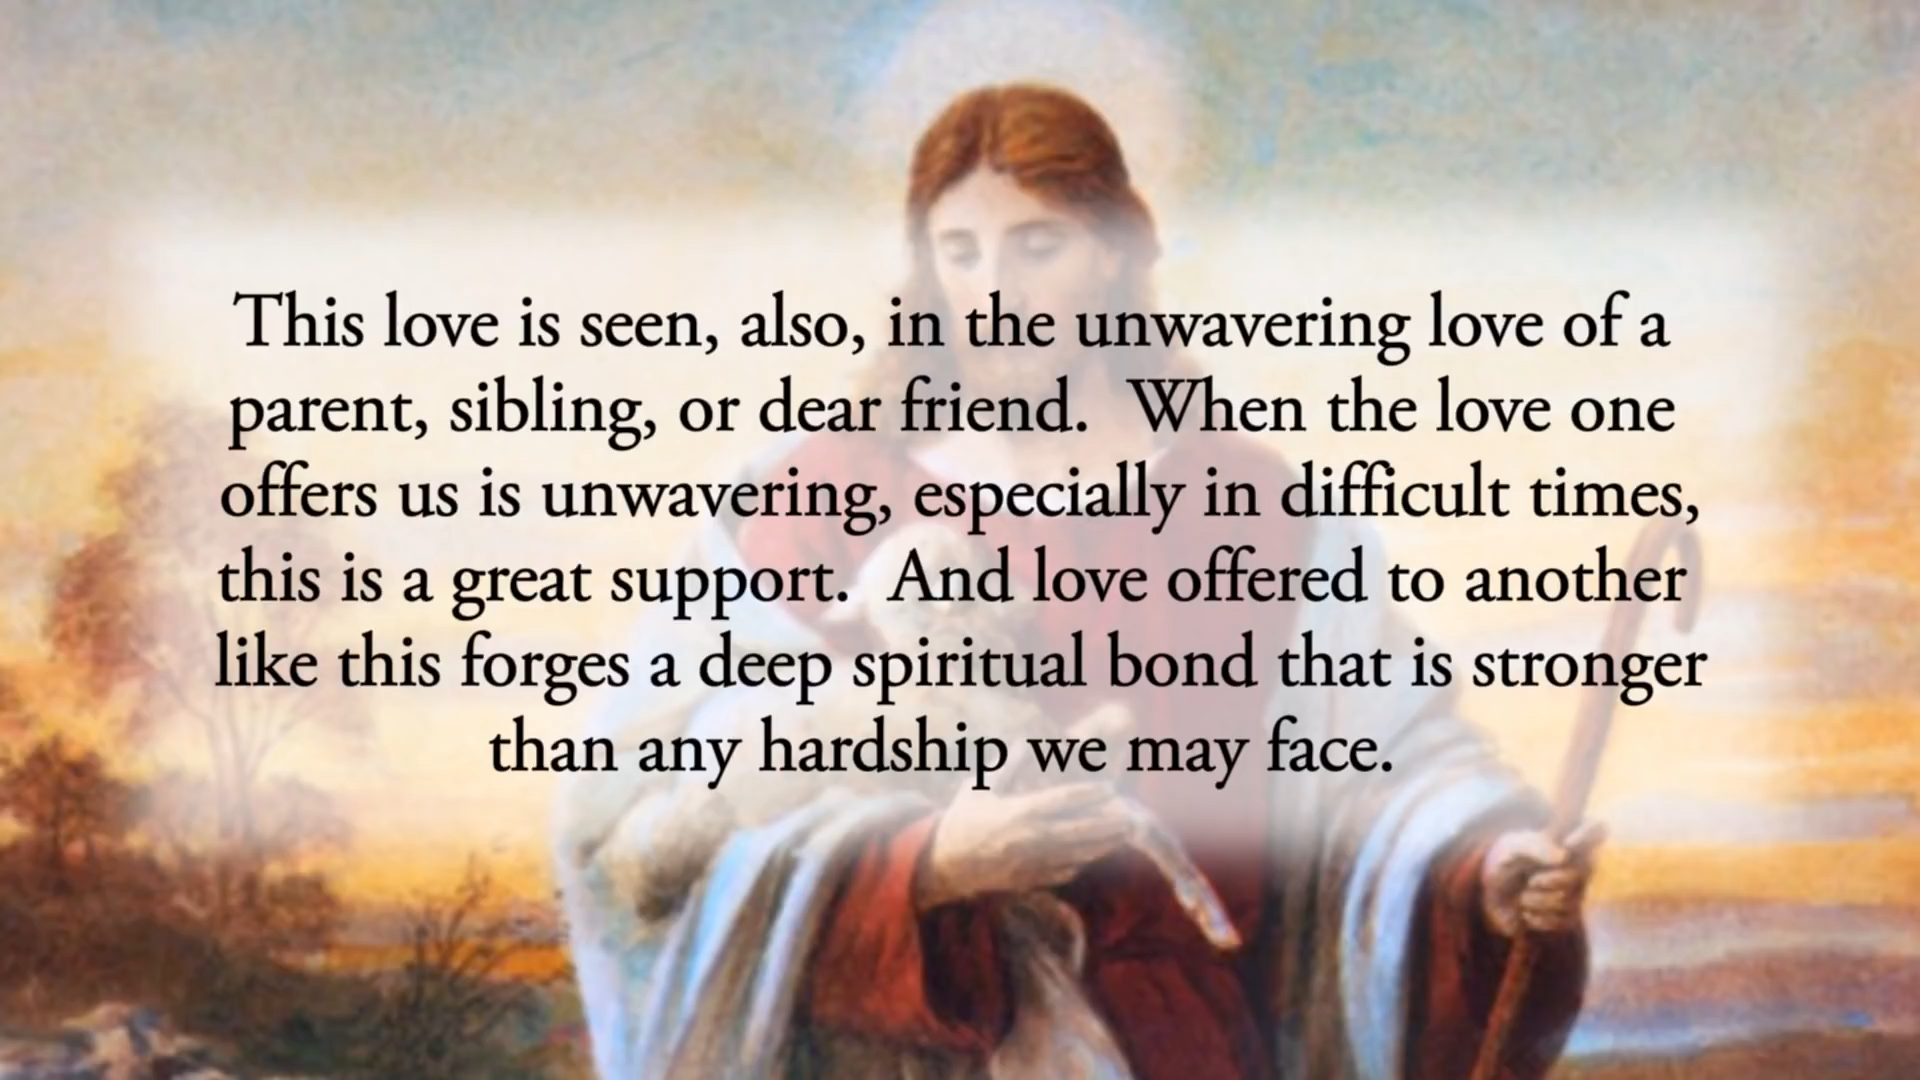 This love is seen, also, in the unwavering love of a
parent, sibling, or dear friend.  When the love one
offers us is unwavering, especially in difficult times,
this is a great support.  And love offered to another
like this forges a deep spiritual bond that is stronger
than any hardship we may face.